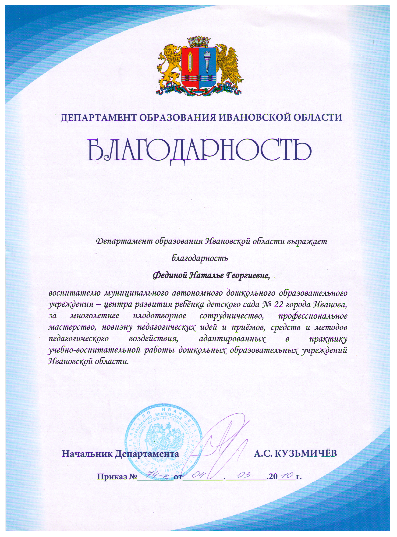 ДЕПАРТАМЕНТ ОБРАЗОВАНИЯ ИВАНОВСКОЙ ОБЛАСТИ
БЛАГОДАРНОСТЬ
Департамент образования Ивановской области выражает
благодарность
Фединой Наталье Георгиевне,
воспитателю муниципального автономного дошкольного образовательного
учреждения – центра развития ребёнка детского сада № 22 города Иванова,
за многолетнее плодотворное сотрудничество, профессиональное
мастерство, новизну педагогических идей и приёмов, средств и методов
педагогического воздействия, адаптированных в практику
учебно-воспитательной работы дошкольных образовательных учреждений
Ивановской области.
Начальник Департамента А.С. КУЗЬМИЧЕВ
Приказ № от 04 . 03 .2010 г.